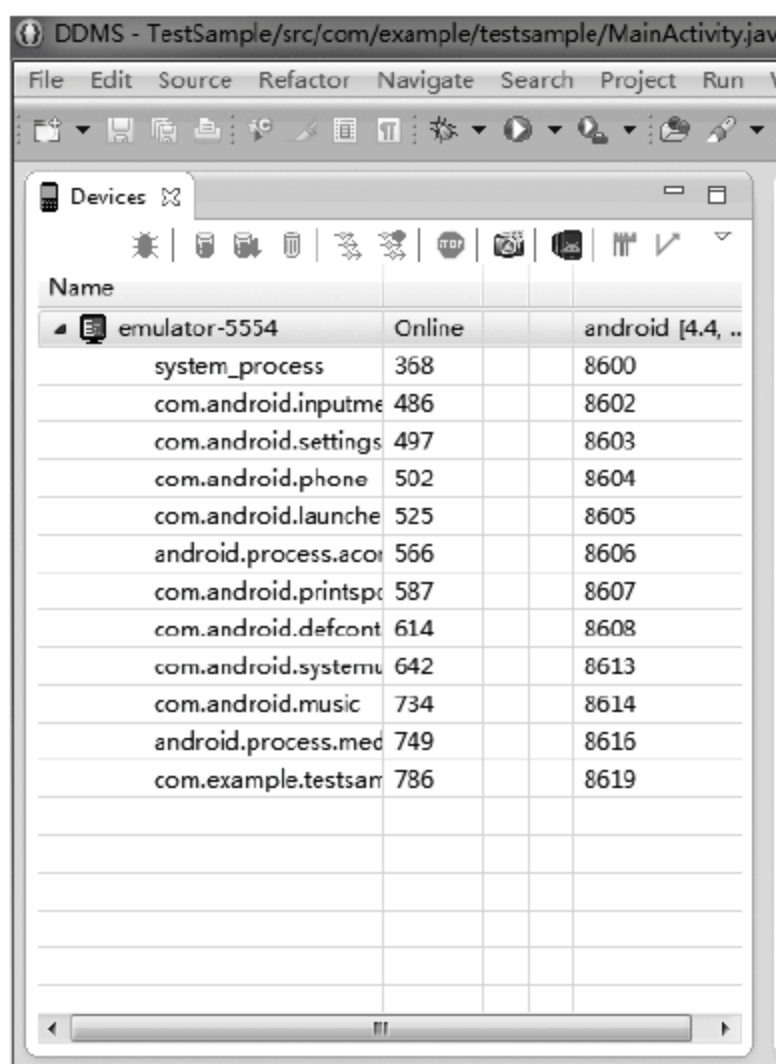 DDMS - TestSample/src/com/example/testsample/MainActivity.jav
File Edit Source Refactor Navigate Search Project Run
Devices
Name
emulator-5554 Online android [4.4, ..
system_process 368 8600
com.android.inputme 486 8602
com.android.settings 497 8603
com.android.phone 502 8604
com.android.launche 525 8605
android.process.acor 566 8606
com.android.printspo 587 8607
com.android.defcont 614 8608
com.android.systemu 642 8613
com.android.music 734 8614
android.process.med 749 8616
com.example.testsam 786 8619